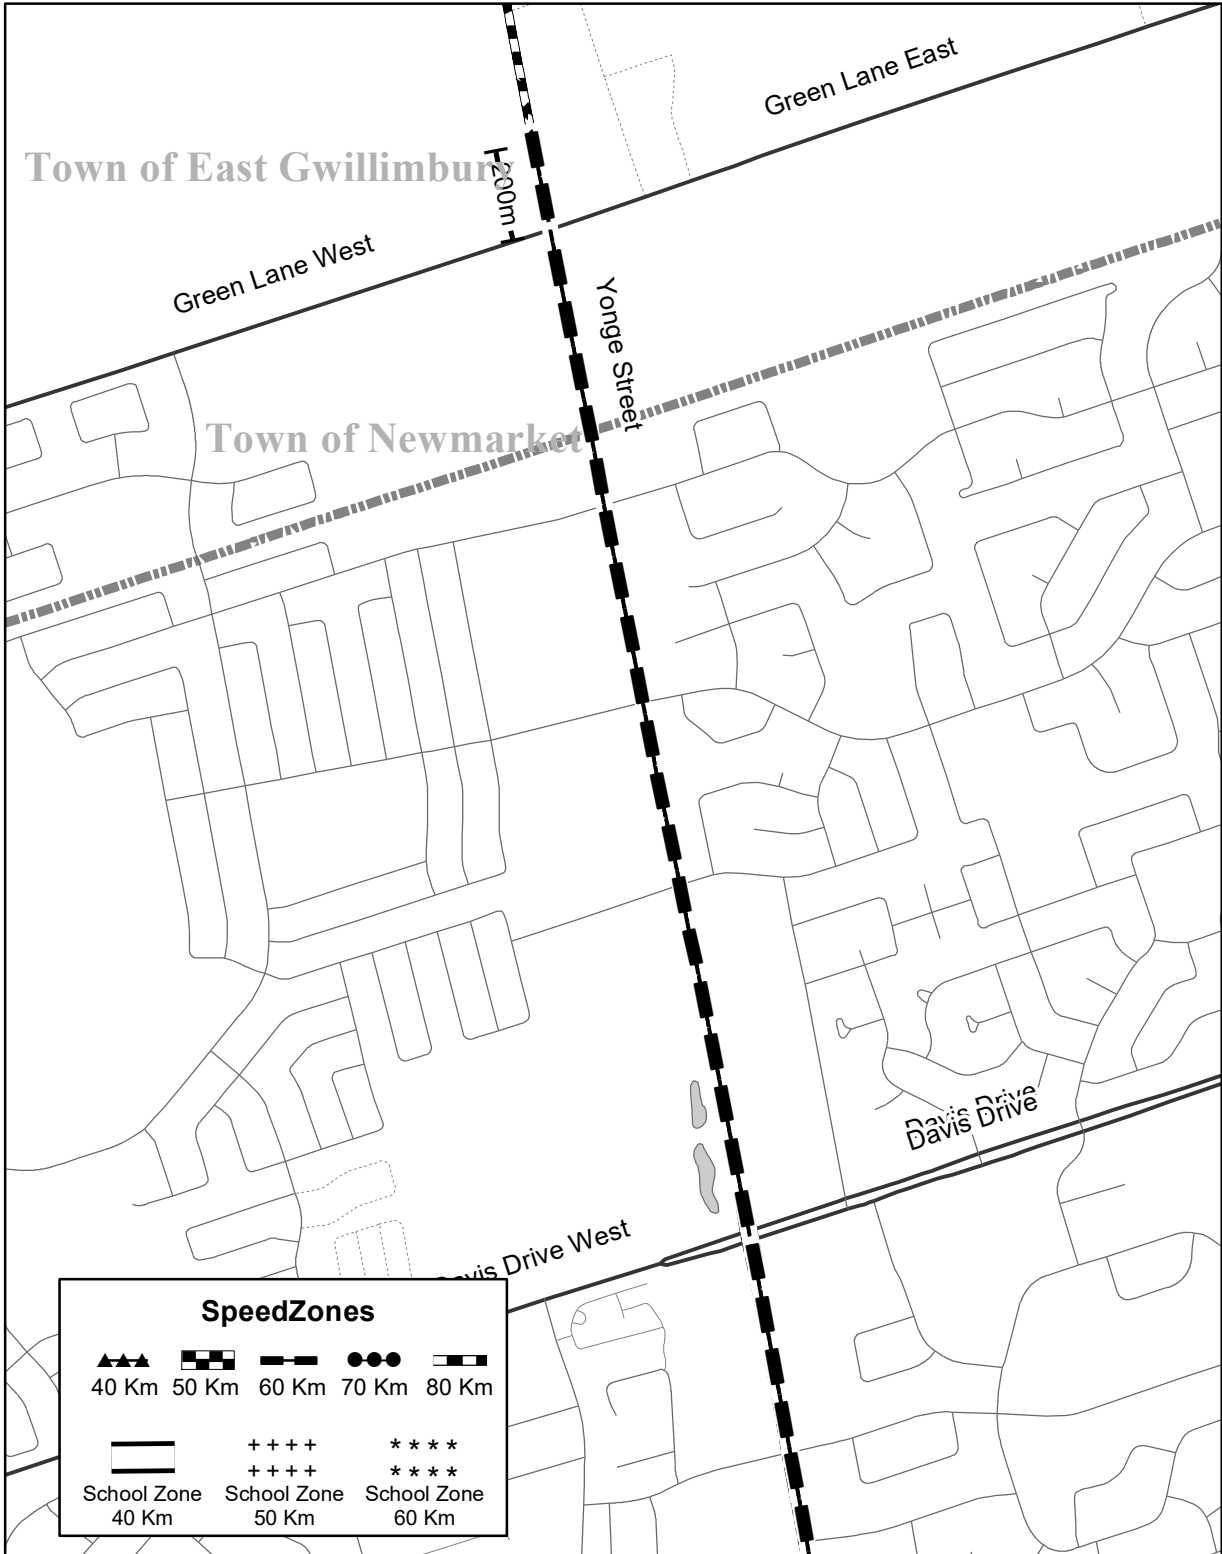 Green Lane East
Town of East Gwillimbury
200m
Green Lane West
Yonge Street
Town of Newmarket
Davis Drive
Davis Drive
Davis Drive West
SpeedZones
40 Km 50 Km 60 Km 70 Km 80 Km
++++ ****
++++ ****
School Zone School Zone School Zone
40 Km 50 Km 60 Km